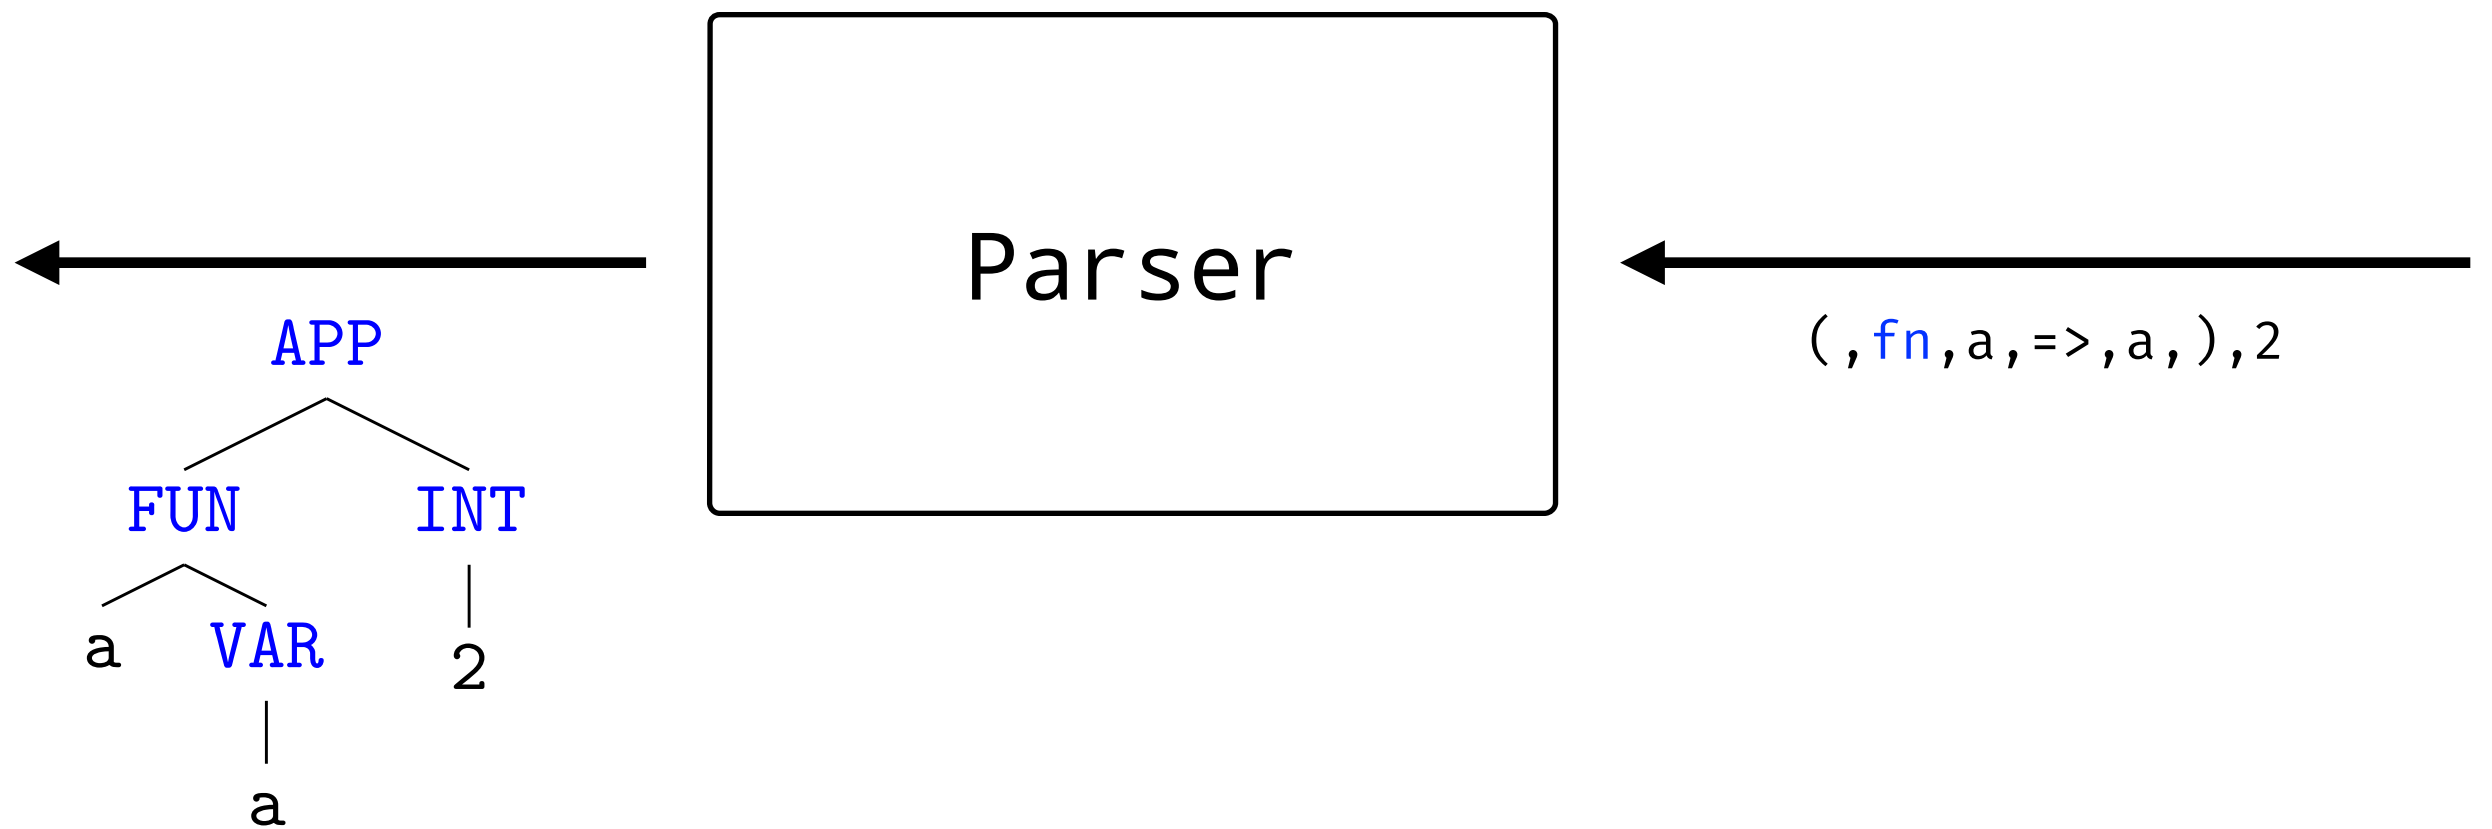 Parser
(,fn,a,=>,a,),2
APP
FUN INT
a VAR 2
a